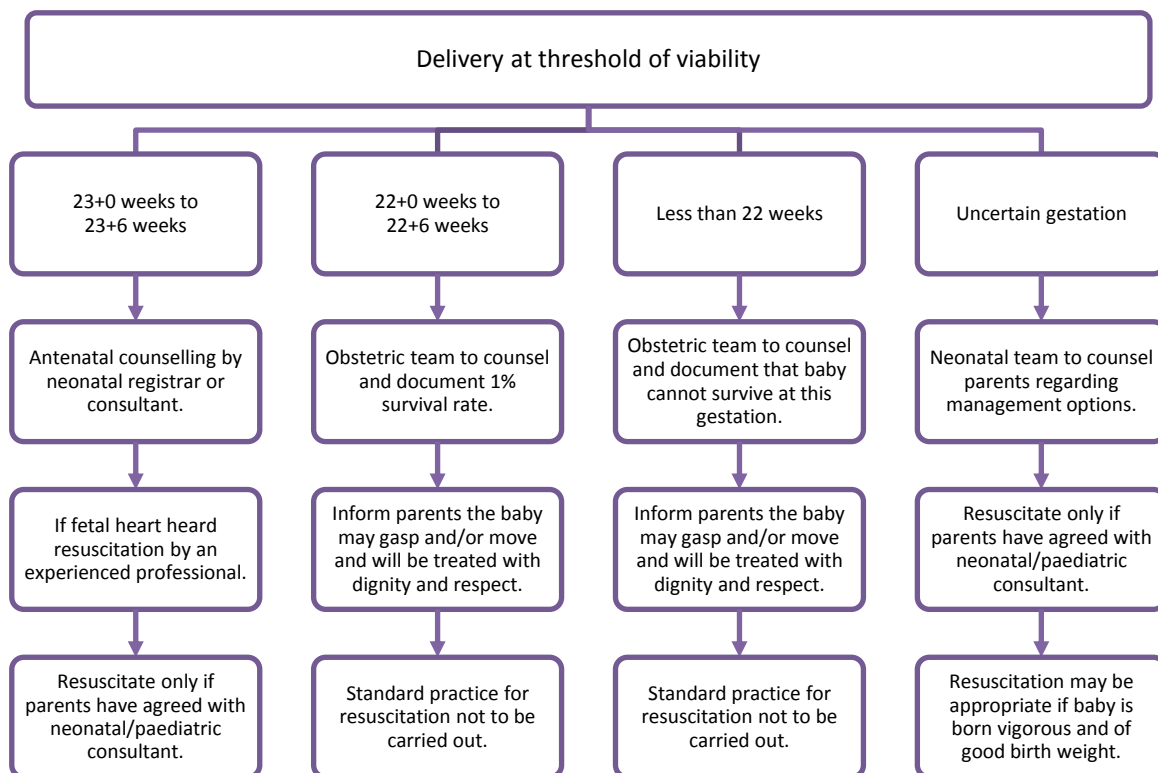 Delivery at threshold of viability
23+0 weeks to
23+6 weeks
22+0 weeks to
22+6 weeks
Less than 22 weeks
Uncertain gestation
Antenatal counselling by
neonatal registrar or
consultant.
Obstetric team to counsel
and document 1%
survival rate.
Obstetric team to counsel
and document that baby
cannot survive at this
gestation.
Neonatal team to counsel
parents regarding
management options.
If fetal heart heard
resuscitation by an
experienced professional.
Inform parents the baby
may gasp and/or move
and will be treated with
dignity and respect.
Inform parents the baby
may gasp and/or move
and will be treated with
dignity and respect.
Resuscitate only if
parents have agreed with
neonatal/paediatric
consultant.
Resuscitate only if
parents have agreed with
neonatal/paediatric
consultant.
Standard practice for
resuscitation not to be
carried out.
Standard practice for
resuscitation not to be
carried out.
Resuscitation may be
appropriate if baby is
born vigorous and of
good birth weight.